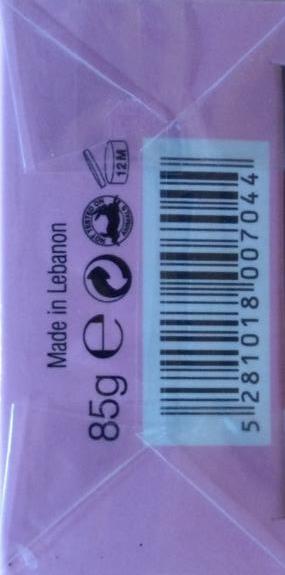 Made in Lebanon
85g e
12M
NOT TESTED ON
ANIMALS
5 281018 007044